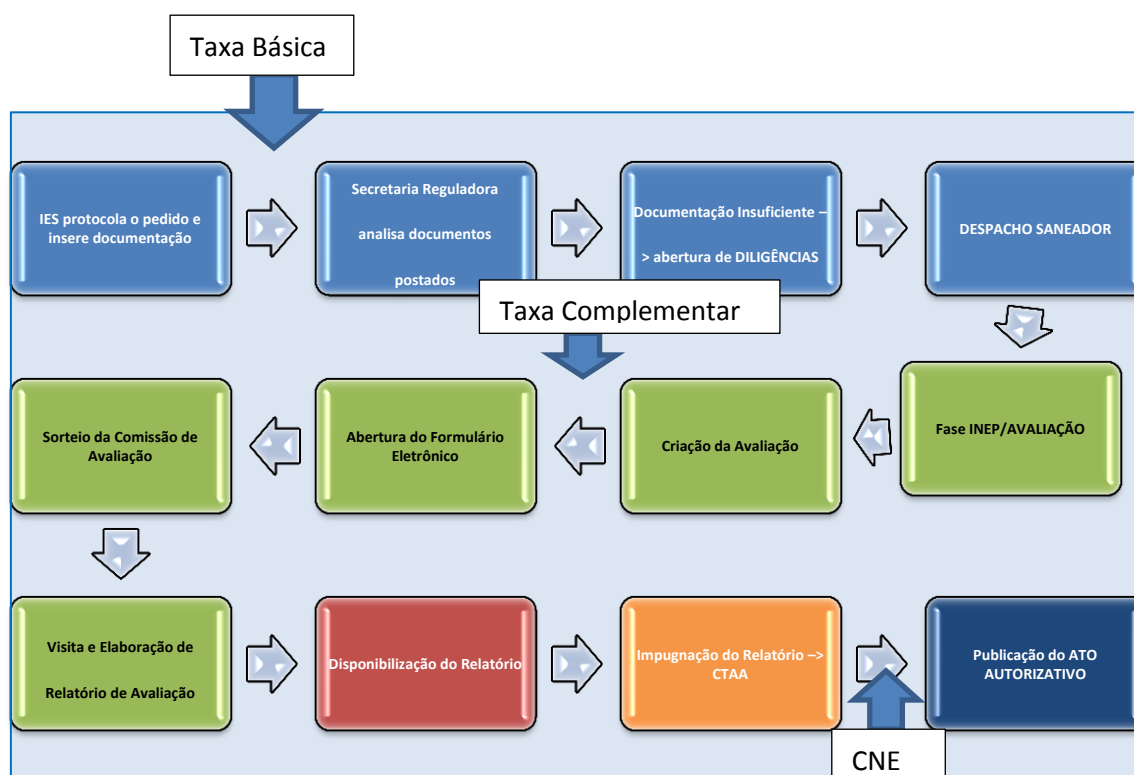 Taxa Básica
IES protocola o pedido e
insere documentação
Secretaria Reguladora
analisa documentos
postados
Documentação Insuficiente –
> abertura de DILIGÊNCIAS
DESPACHO SANEADOR
Taxa Complementar
Sorteio da Comissão de
Avaliação
Abertura do Formulário
Eletrônico
Criação da Avaliação
Fase INEP/AVALIAÇÃO
Visita e Elaboração de
Relatório de Avaliação
Disponibilização do Relatório
Impugnação do Relatório –>
CTAA
Publicação do ATO
AUTORIZATIVO
CNE